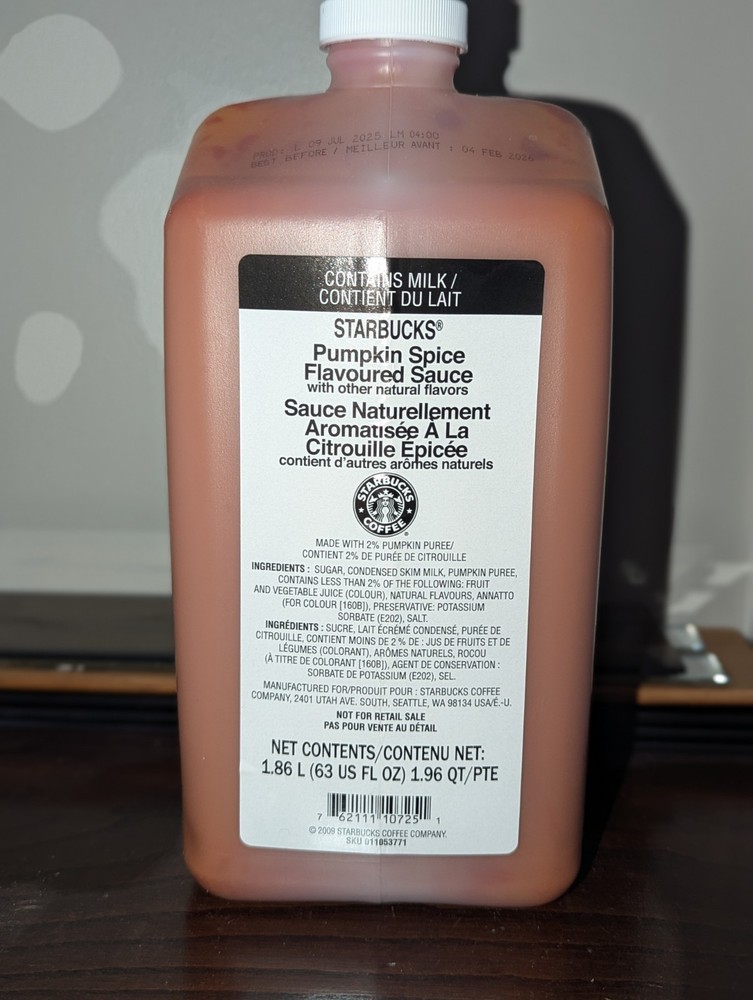 PROD: L 09 JUL 2025 LM 04:00
BEST BEFORE / MEILLEUR AVANT : 04 FEB 2026
CONTAINS MILK /
CONTIENT DU LAIT
STARBUCKS®
Pumpkin Spice
Flavoured Sauce
with other natural flavors
Sauce Naturellement
Aromatisée À La
Citrouille Épicée
contient d'autres arômes naturels
STARBUCKS
COFFEE
MADE WITH 2% PUMPKIN PUREE/
CONTIENT 2% DE PURÉE DE CITROUILLE
INGREDIENTS : SUGAR, CONDENSED SKIM MILK, PUMPKIN PUREE,
CONTAINS LESS THAN 2% OF THE FOLLOWING: FRUIT
AND VEGETABLE JUICE (COLOUR), NATURAL FLAVOURS, ANNATTO
(FOR COLOUR [160B]), PRESERVATIVE: POTASSIUM
SORBATE (E202), SALT.
INGRÉDIENTS : SUCRE, LAIT ÉCRÉMÉ CONDENSÉ, PURÉE DE
CITROUILLE, CONTIENT MOINS DE 2 % DE : JUS DE FRUITS ET DE
LÉGUMES (COLORANT), ARÔMES NATURELS, ROCOU
(À TITRE DE COLORANT [160B]), AGENT DE CONSERVATION :
SORBATE DE POTASSIUM (E202), SEL.
MANUFACTURED FOR/PRODUIT POUR : STARBUCKS COFFEE
COMPANY, 2401 UTAH AVE. SOUTH, SEATTLE, WA 98134 USA/É.-U.
NOT FOR RETAIL SALE
PAS POUR VENTE AU DÉTAIL
NET CONTENTS/CONTENU NET:
1.86 L (63 US FL OZ) 1.96 QT/PTE
7 62111 10725 1
© 2009 STARBUCKS COFFEE COMPANY.
SKU 011053771